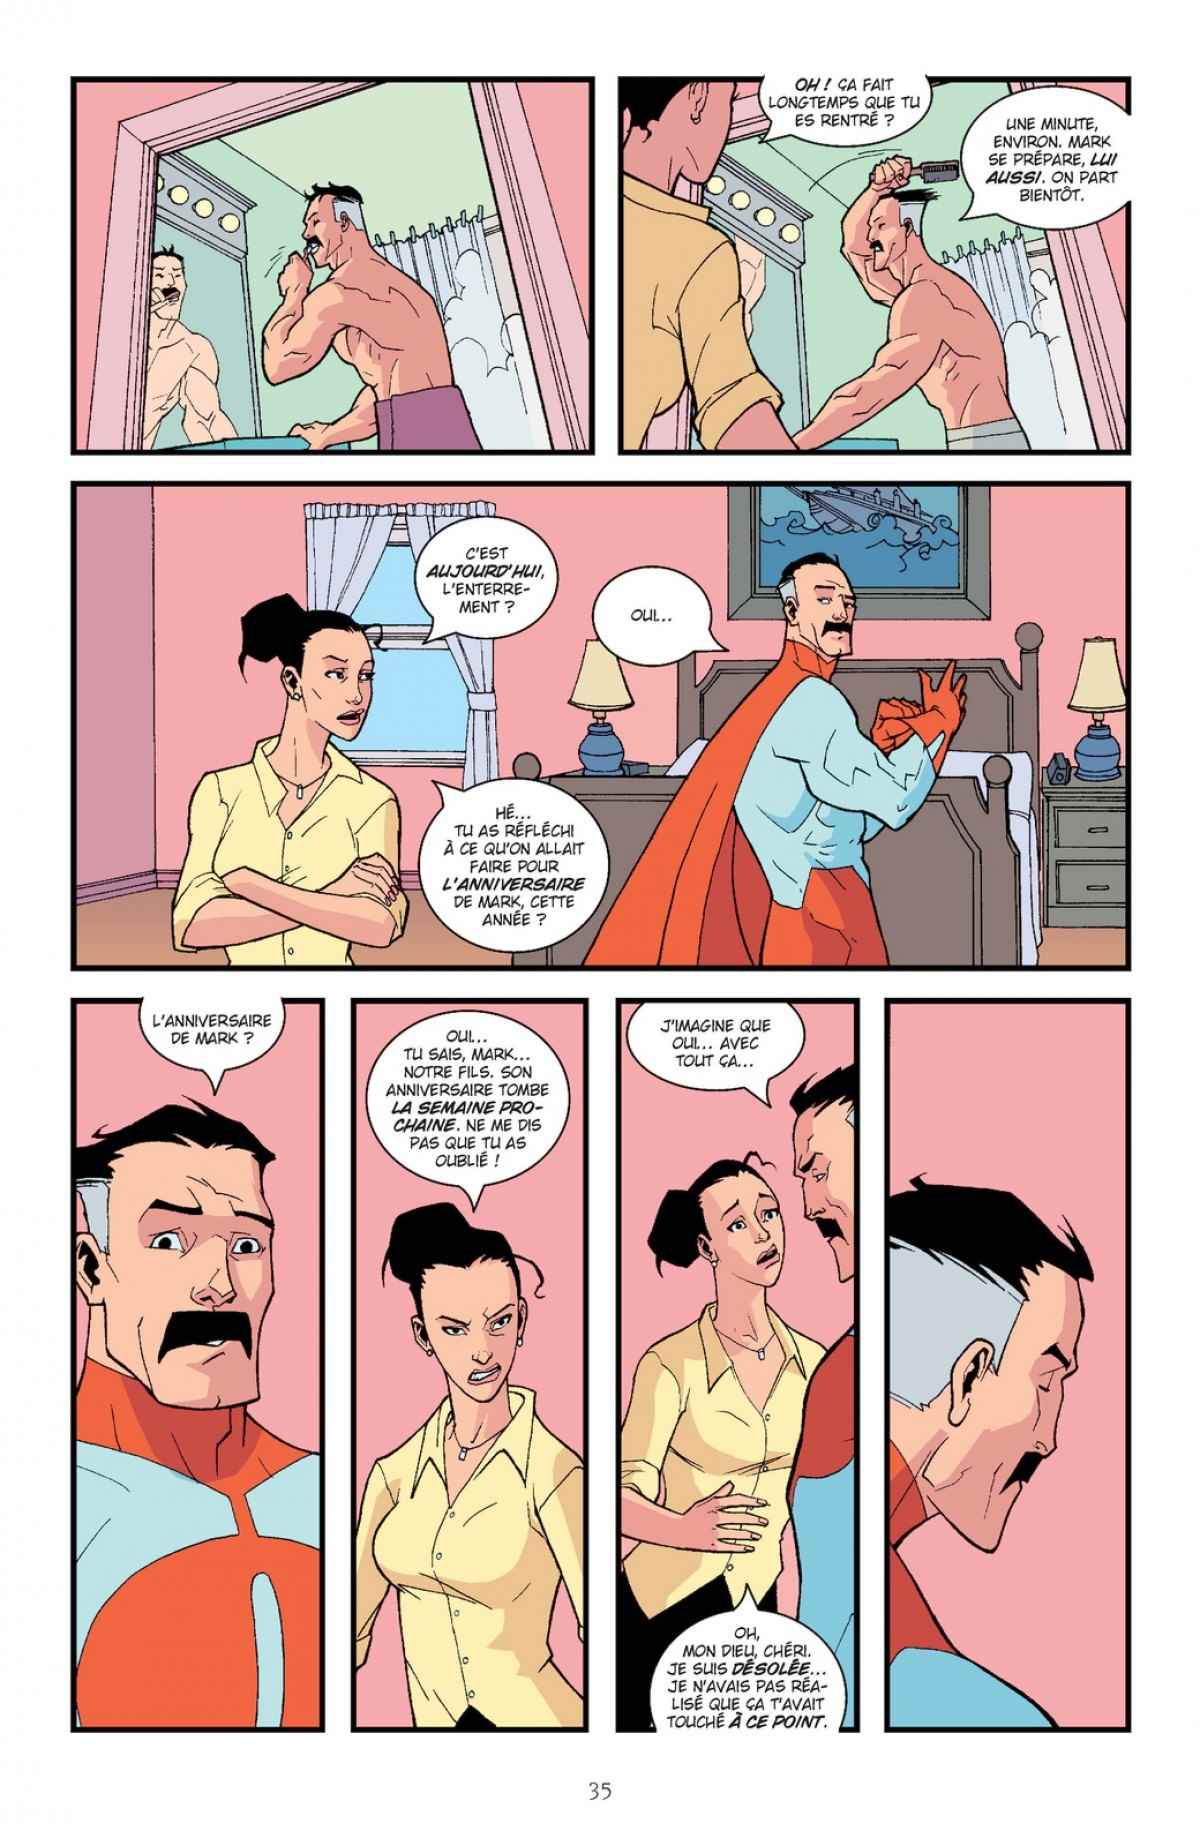 OH ! ÇA FAIT
LONGTEMPS QUE TU
ES RENTRÉ ?
UNE MINUTE,
ENVIRON. MARK
SE PRÉPARE, LUI
AUSSI. ON PART
BIENTÔT.
C'EST
AUJOURD'HUI,
L'ENTERRE-
MENT ?
OUI...
HÉ...
TU AS RÉFLÉCHI
À CE QU'ON ALLAIT
FAIRE POUR
L'ANNIVERSAIRE
DE MARK, CETTE
ANNÉE ?
L'ANNIVERSAIRE
DE MARK ?
OUI...
TU SAIS, MARK...
NOTRE FILS. SON
ANNIVERSAIRE TOMBE
LA SEMAINE PRO-
CHAINE. NE ME DIS
PAS QUE TU AS
OUBLIÉ !
J'IMAGINE QUE
OUI... AVEC
TOUT ÇA...
OH,
MON DIEU, CHÉRI.
JE SUIS DÉSOLÉE...
JE N'AVAIS PAS RÉA-
LISÉ QUE ÇA T'AVAIT
TOUCHÉ À CE POINT.
35